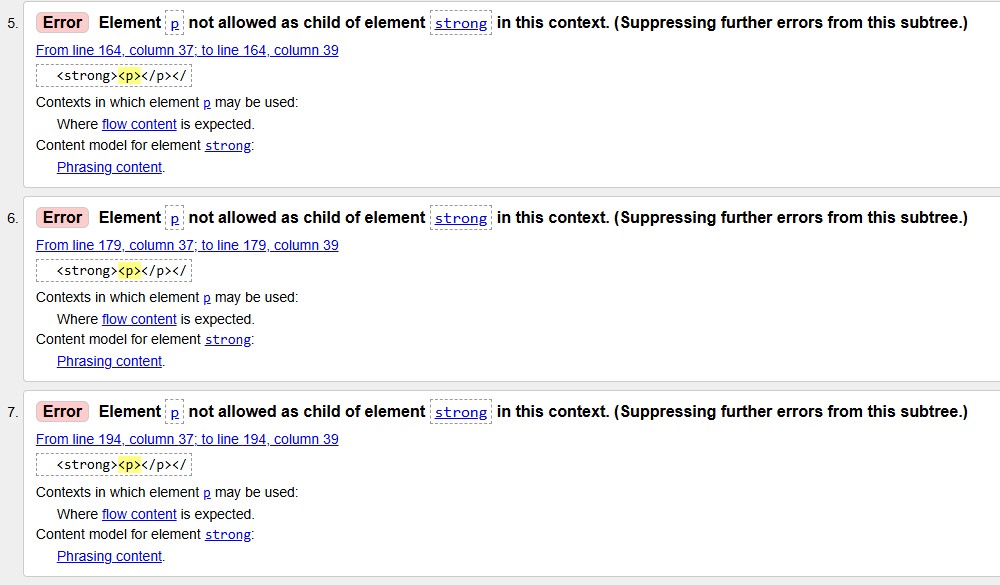 5. Error Element p not allowed as child of element strong in this context. (Suppressing further errors from this subtree.)
From line 164, column 37; to line 164, column 39
<strong><p></p></
Contexts in which element p may be used:
Where flow content is expected.
Content model for element strong:
Phrasing content.
6. Error Element p not allowed as child of element strong in this context. (Suppressing further errors from this subtree.)
From line 179, column 37; to line 179, column 39
<strong><p></p></
Contexts in which element p may be used:
Where flow content is expected.
Content model for element strong:
Phrasing content.
7. Error Element p not allowed as child of element strong in this context. (Suppressing further errors from this subtree.)
From line 194, column 37; to line 194, column 39
<strong><p></p></
Contexts in which element p may be used:
Where flow content is expected.
Content model for element strong:
Phrasing content.